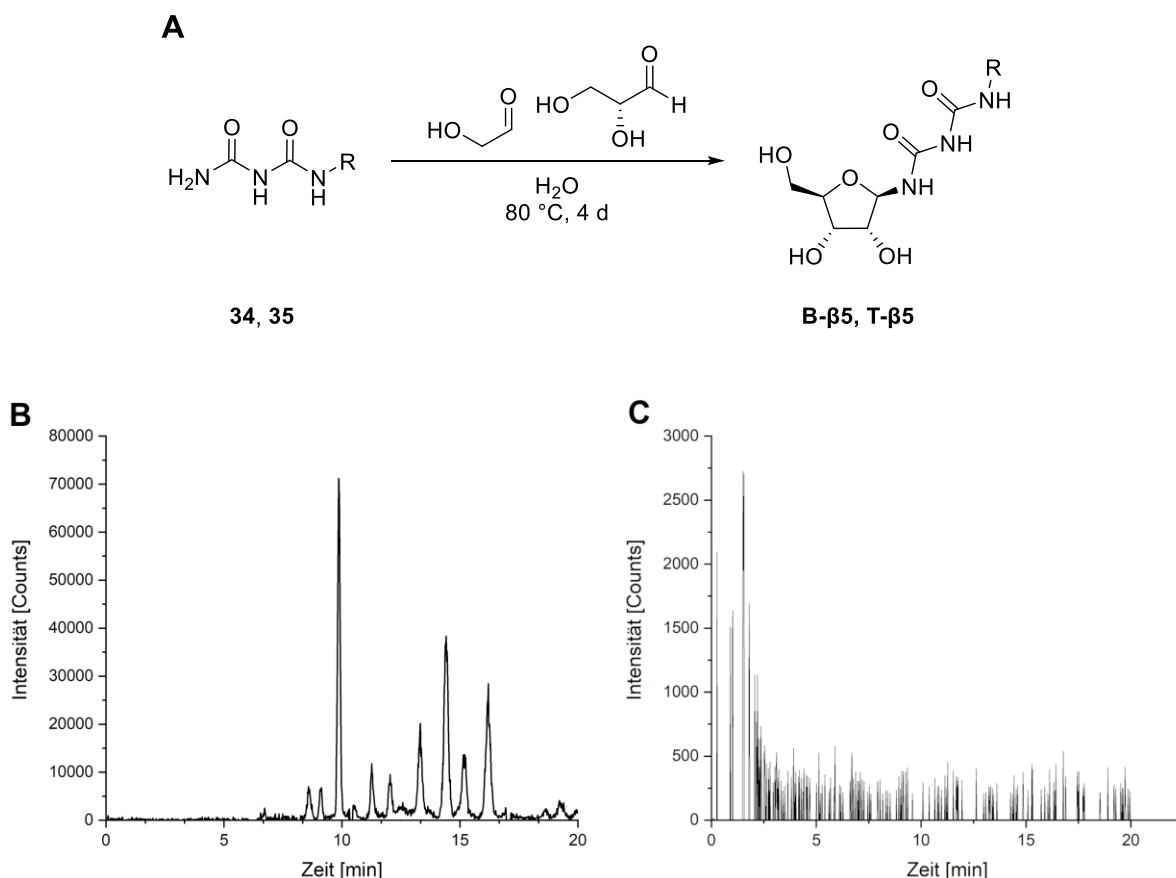 A
O
O
H2N
N
H
N
H
R
HO
O
HO
O
H
OH
H2O
80 °C, 4 d
HO
O
HO
OH
NH
O
NH
O
NH
R
34, 35
B-β5, T-β5
B
Intensität [Counts]
80000
70000
60000
50000
40000
30000
20000
10000
0
0
5
10
15
20
Zeit [min]
C
Intensität [Counts]
3000
2500
2000
1500
1000
500
0
0
5
10
15
20
Zeit [min]